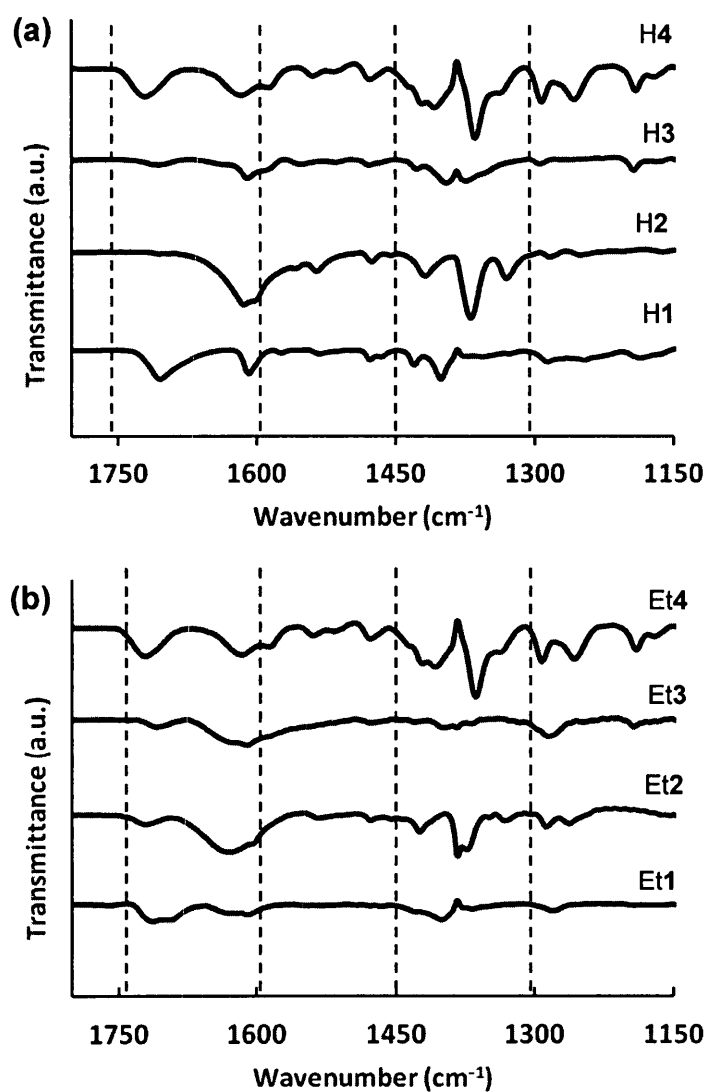 (a)
H4
H3
H2
H1
Transmittance (a.u.)
1750 1600 1450 1300 1150
Wavenumber (cm⁻¹)
(b)
Et4
Et3
Et2
Et1
Transmittance (a.u.)
1750 1600 1450 1300 1150
Wavenumber (cm⁻¹)